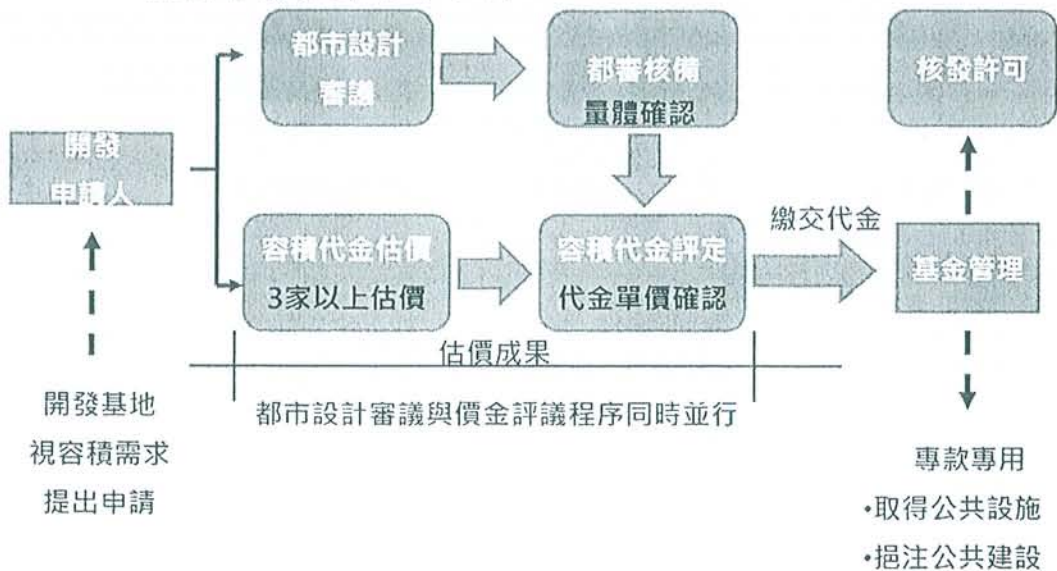 都市設計
審議
都審核備
量體確認
核發許可
開發
申請人
容積代金估價
3家以上估價
容積代金評定
代金單價確認
繳交代金
基金管理
估價成果
都市設計審議與價金評議程序同時並行
開發基地
視容積需求
提出申請
專款專用
•取得公共設施
•挹注公共建設